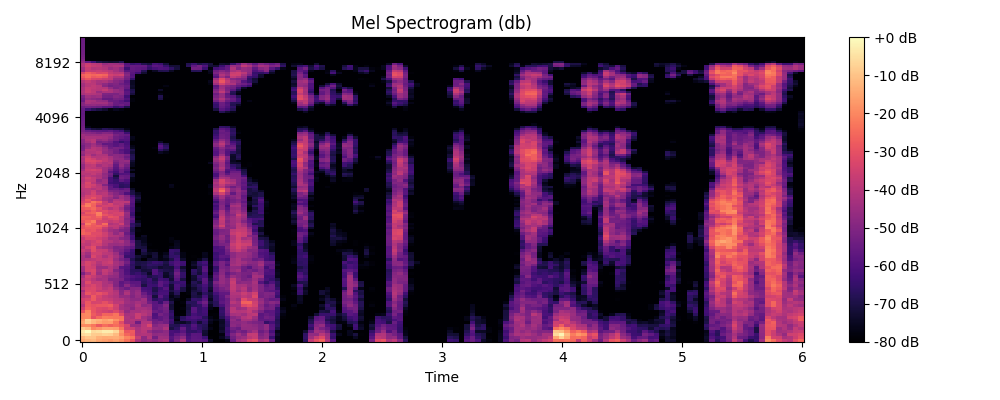 Mel Spectrogram (db)
Hz
8192
4096
2048
1024
512
0
0 1 2 3 4 5 6
Time
+0 dB
-10 dB
-20 dB
-30 dB
-40 dB
-50 dB
-60 dB
-70 dB
-80 dB